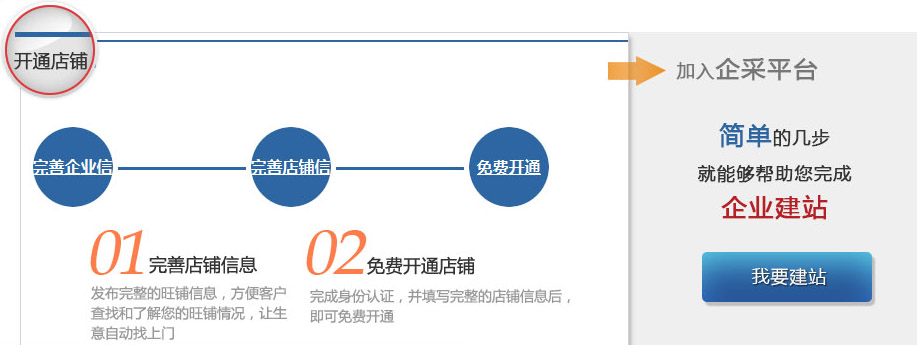 开通店铺
加入企采平台
简单的几步
就能够帮助您完成
企业建站
我要建站
完善企业信
完善店铺信
免费开通
01 完善店铺信息
发布完整的旺铺信息，方便客户
查找和了解您的旺铺情况，让生
意自动找上门
02 免费开通店铺
完成身份认证，并填写完整的店铺信息后，
即可免费开通